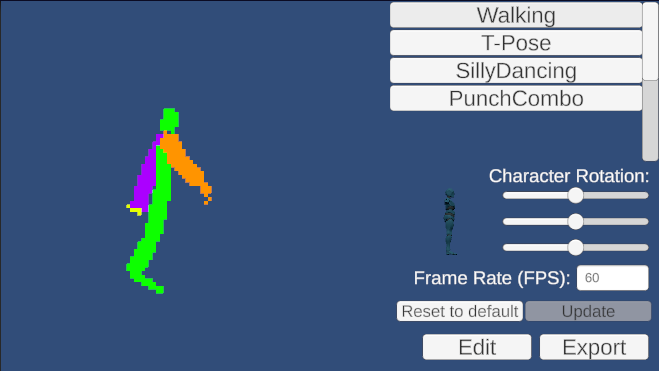 Walking
T-Pose
SillyDancing
PunchCombo
Character Rotation:
Frame Rate (FPS): 60
Reset to default Update
Edit Export